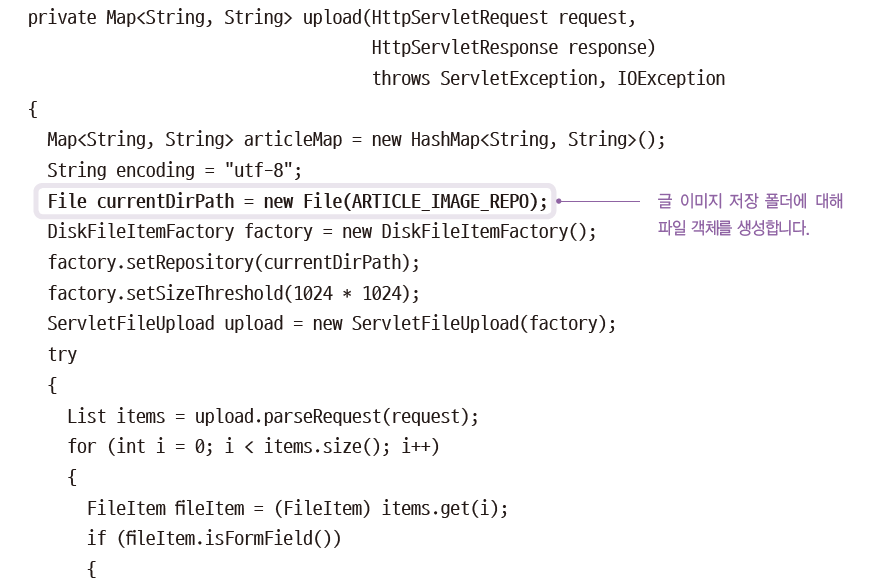 private Map<String, String> upload(HttpServletRequest request,
HttpServletResponse response)
throws ServletException, IOException
{
Map<String, String> articleMap = new HashMap<String, String>();
String encoding = "utf-8";
File currentDirPath = new File(ARTICLE_IMAGE_REPO);
글 이미지 저장 폴더에 대해
파일 객체를 생성합니다.
DiskFileItemFactory factory = new DiskFileItemFactory();
factory.setRepository(currentDirPath);
factory.setSizeThreshold(1024 * 1024);
ServletFileUpload upload = new ServletFileUpload(factory);
try
{
List items = upload.parseRequest(request);
for (int i = 0; i < items.size(); i++)
{
FileItem fileItem = (FileItem) items.get(i);
if (fileItem.isFormField())
{